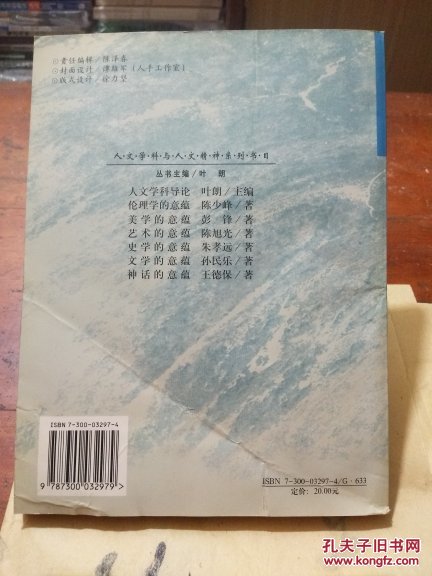 ◎责任编辑／陈泽春
◎封面设计／谭雄军（人平工作室）
◎版式设计／徐力坚
人·文·学·科·与·人·文·精·神·系·列·书·目
丛书主编／叶 朗
人文学科导论 叶朗／主编
伦理学的意蕴 陈少峰／著
美学的意蕴 彭 锋／著
艺术的意蕴 陈旭光／著
史学的意蕴 朱孝远／著
文学的意蕴 孙民乐／著
神话的意蕴 王德保／著
ISBN 7-300-03297-4
9 787300 032979 >
ISBN 7-300-03297-4/G·633
定价：20.00元
孔夫子旧书网
www.kongfz.com